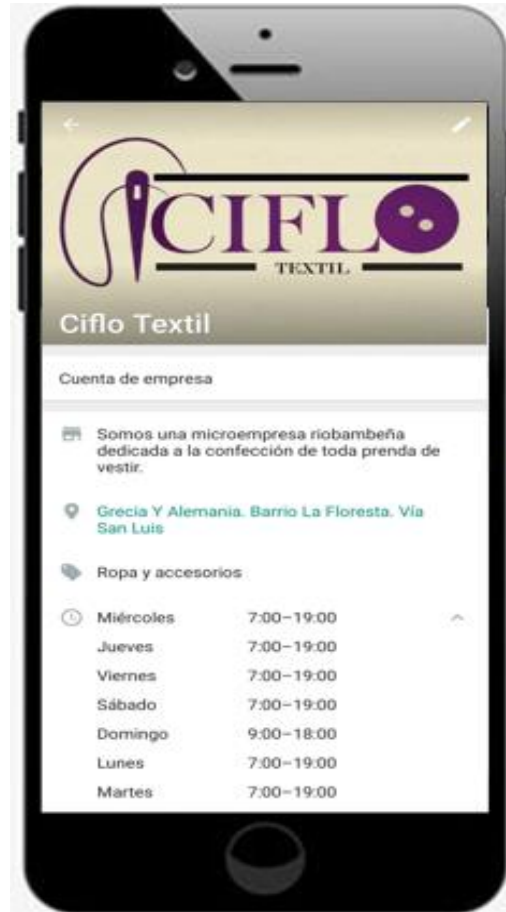 CIFLO
TEXTIL
Ciflo Textil
Cuenta de empresa
Somos una microempresa riobambeña
dedicada a la confección de toda prenda de
vestir.
Grecia Y Alemania. Barrio La Floresta. Vía
San Luis
Ropa y accesorios
Miércoles 7:00–19:00
Jueves 7:00–19:00
Viernes 7:00–19:00
Sábado 7:00–19:00
Domingo 9:00–18:00
Lunes 7:00–19:00
Martes 7:00–19:00